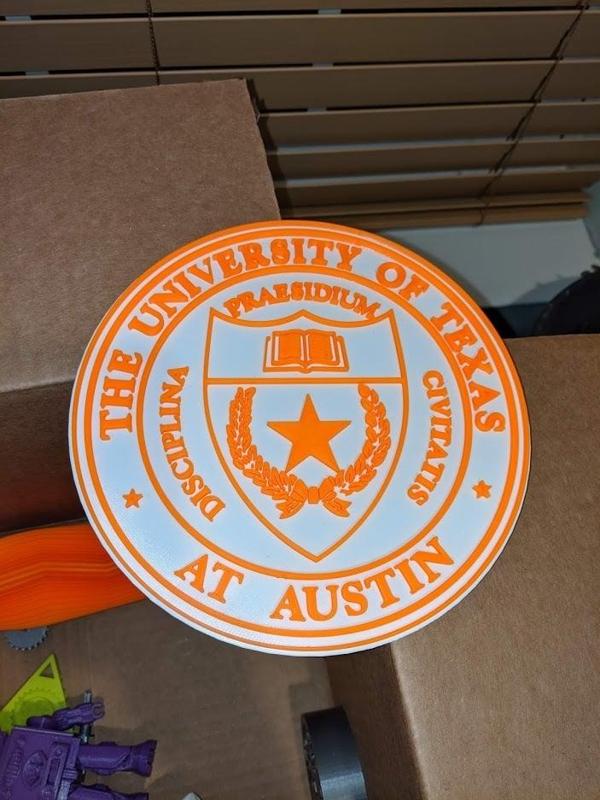 THE UNIVERSITY OF TEXAS
AT AUSTIN
PRAESIDIUM
DISCIPLINA
CIVITATIS